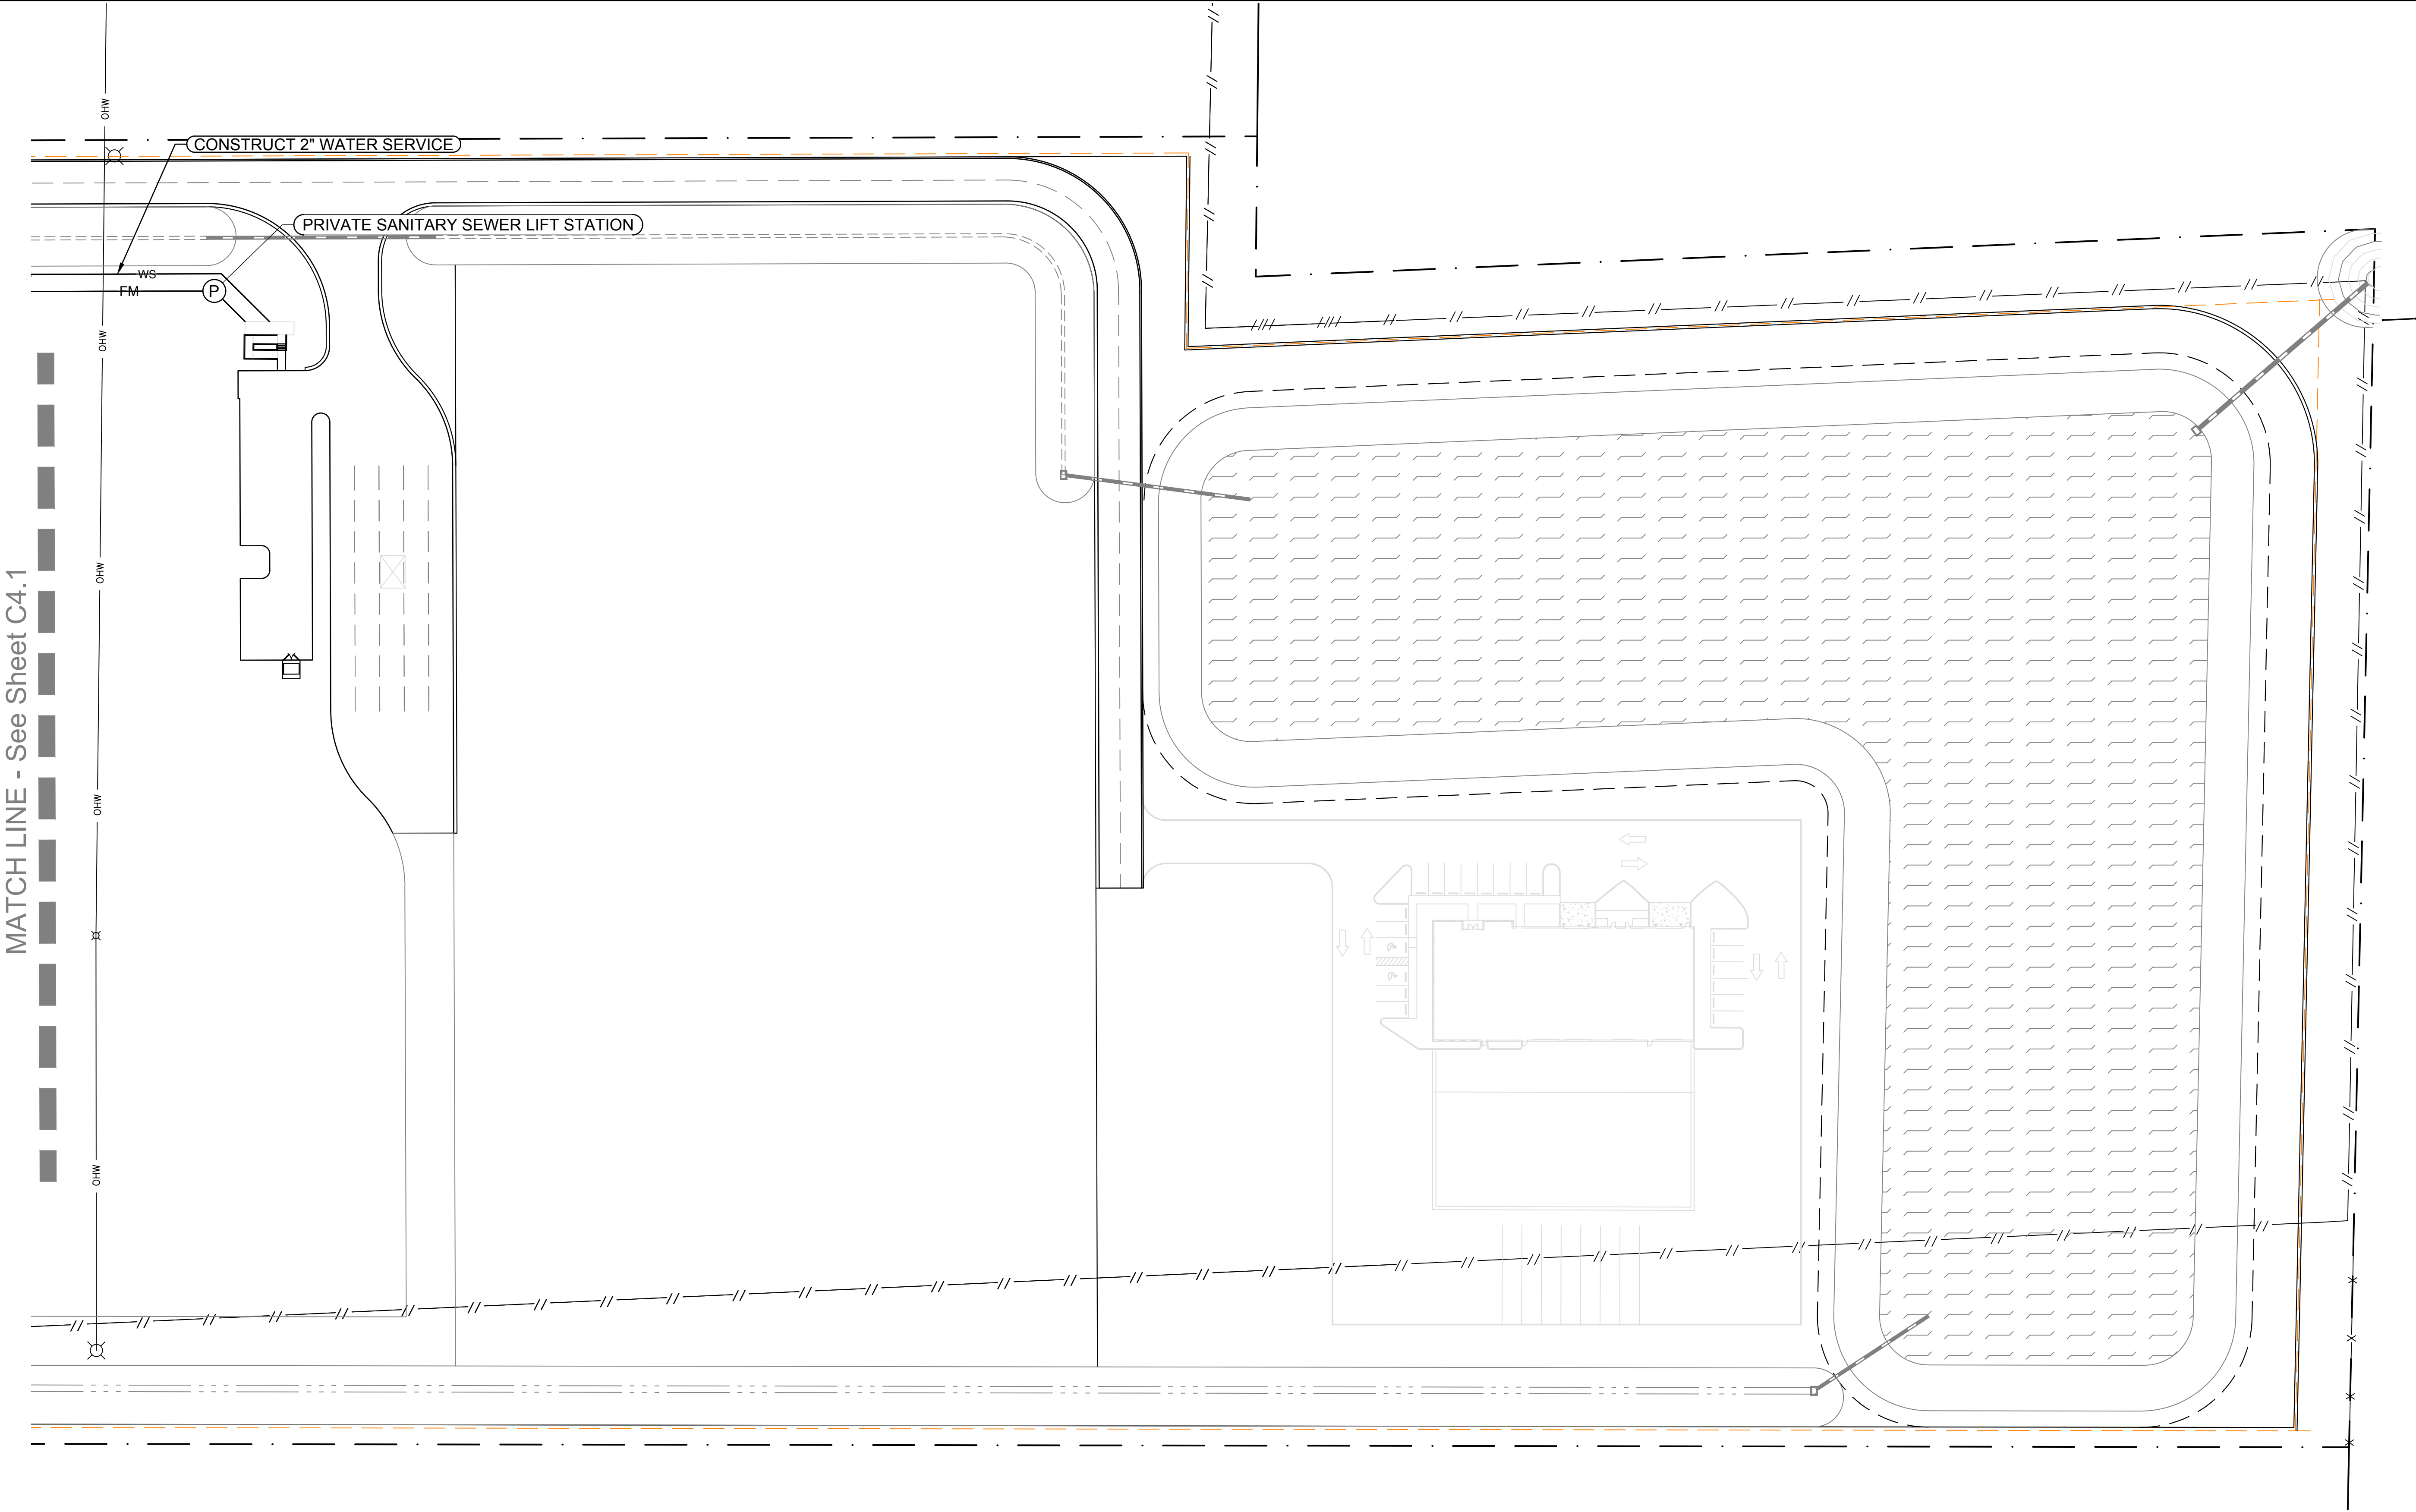 OHW
CONSTRUCT 2" WATER SERVICE
PRIVATE SANITARY SEWER LIFT STATION
WS
FM
P
OHW
OHW
MATCH LINE - See Sheet C4.1
OHW
OHW